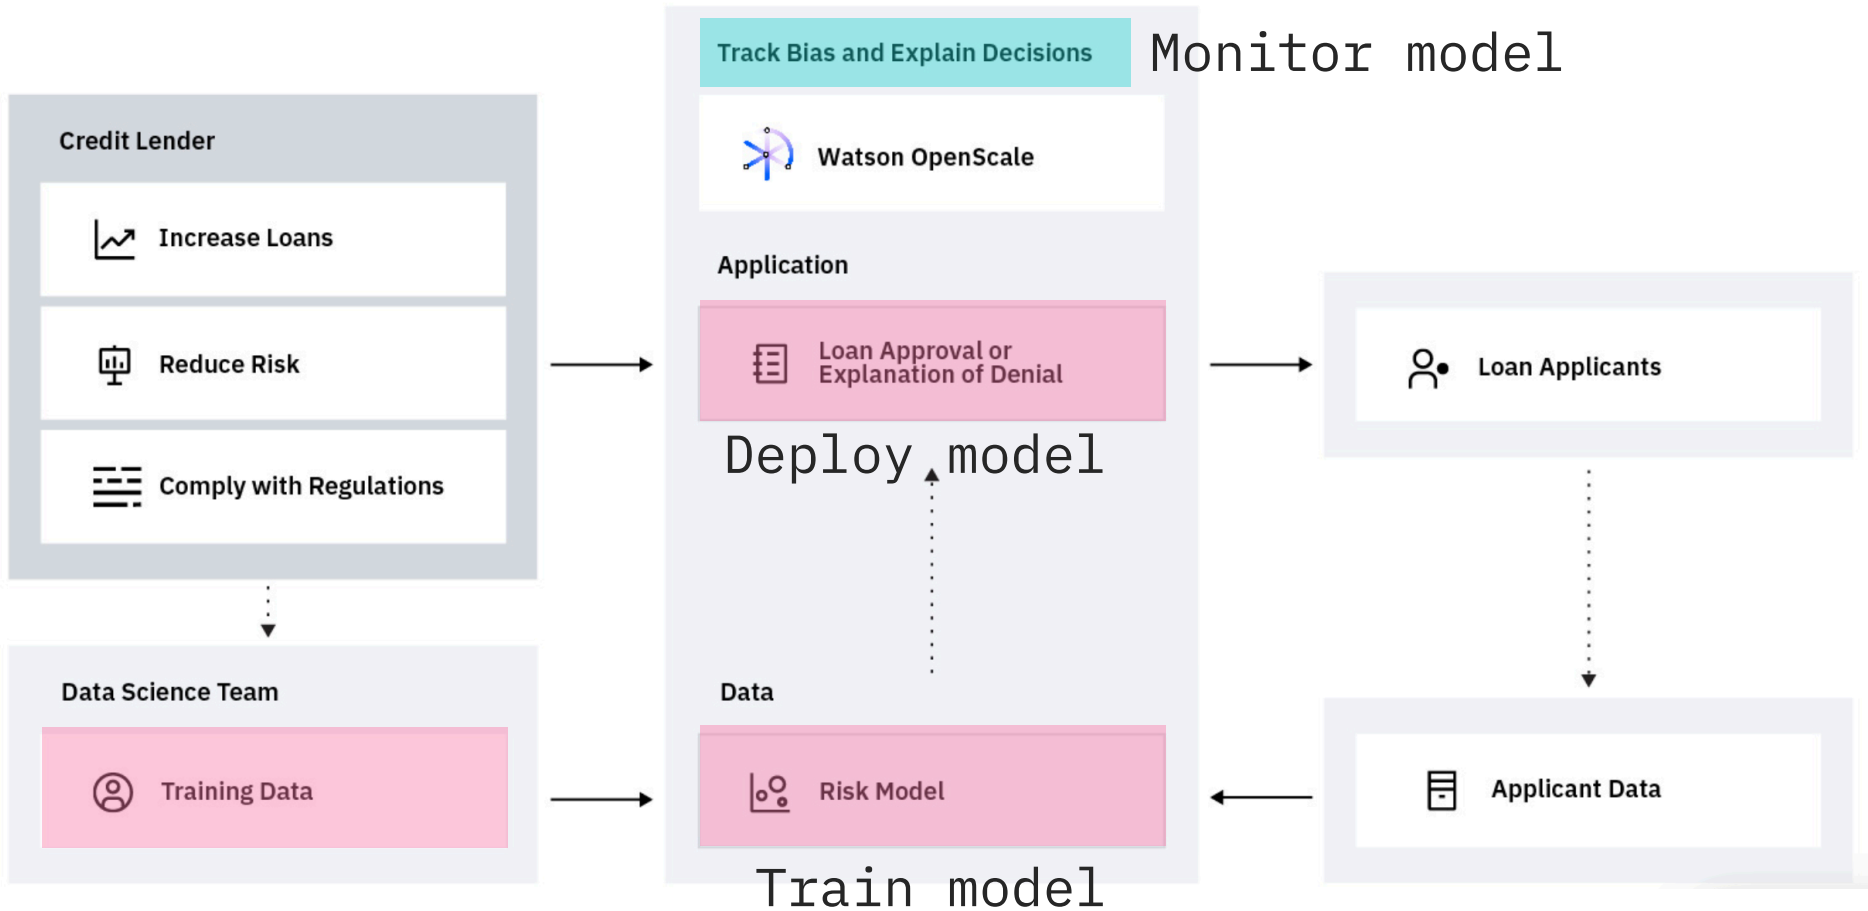 Track Bias and Explain Decisions
Monitor model
Credit Lender
Watson OpenScale
Increase Loans
Application
Reduce Risk
Loan Approval or
Explanation of Denial
Loan Applicants
Deploy model
Comply with Regulations
Data Science Team
Data
Training Data
Risk Model
Applicant Data
Train model